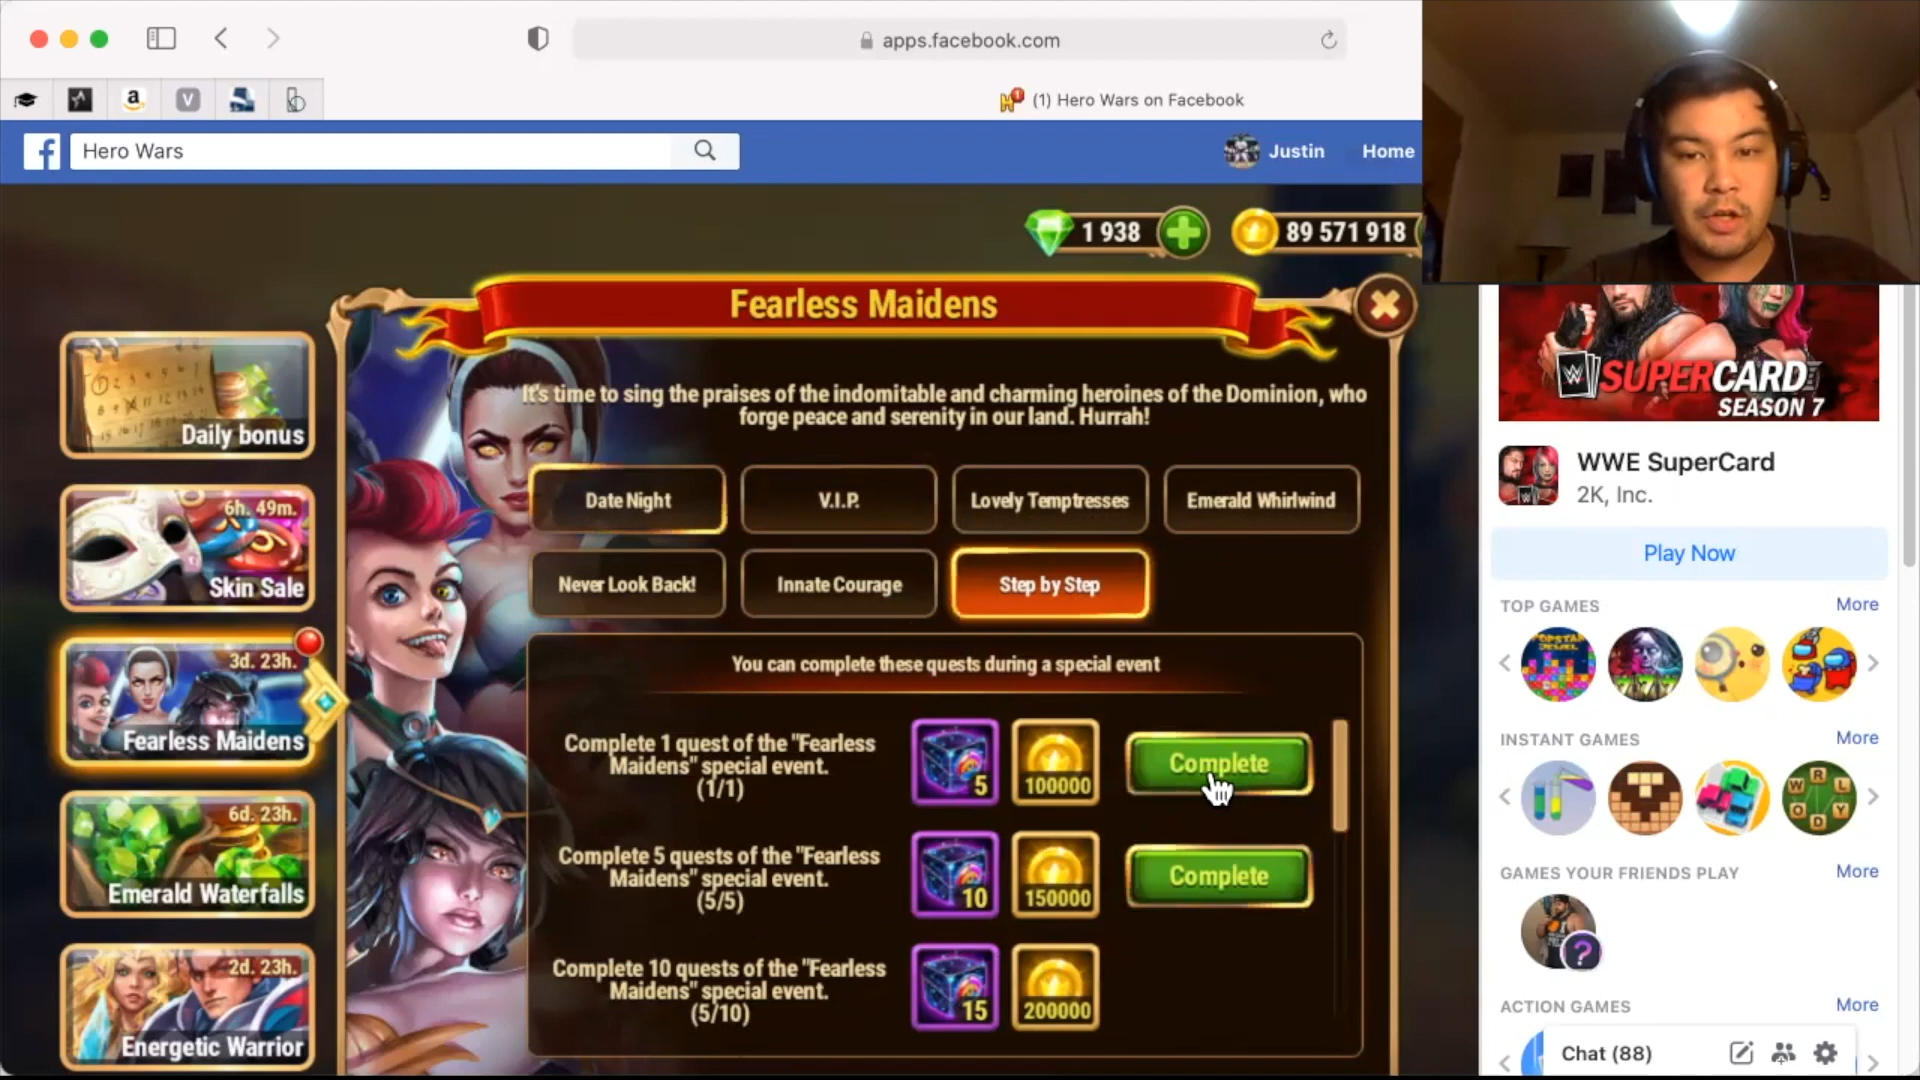 apps.facebook.com
(1) Hero Wars on Facebook
Hero Wars
Justin
Home
1 938
89 571 918
Fearless Maidens
It's time to sing the praises of the indomitable and charming heroines of the Dominion, who
forge peace and serenity in our land. Hurrah!
Daily bonus
6h. 49m.
Skin Sale
3d. 23h.
Fearless Maidens
6d. 23h.
Emerald Waterfalls
2d. 23h.
Energetic Warrior
Date Night
V.I.P.
Lovely Temptresses
Emerald Whirlwind
Never Look Back!
Innate Courage
Step by Step
You can complete these quests during a special event
Complete 1 quest of the "Fearless
Maidens" special event.
(1/1)
5
100000
Complete
Complete 5 quests of the "Fearless
Maidens" special event.
(5/5)
10
150000
Complete
Complete 10 quests of the "Fearless
Maidens" special event.
(5/10)
15
200000
SUPERCARD
SEASON 7
WWE SuperCard
2K, Inc.
Play Now
TOP GAMES
More
INSTANT GAMES
More
GAMES YOUR FRIENDS PLAY
More
ACTION GAMES
More
Chat (88)